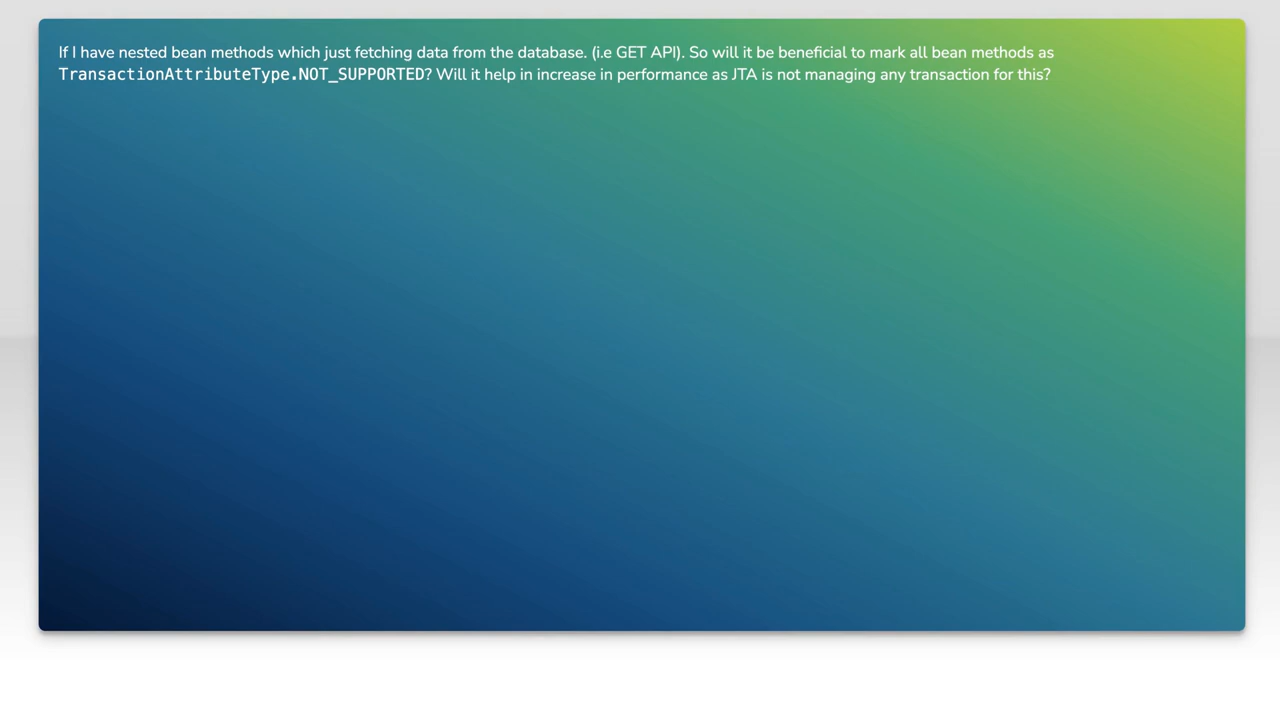 If I have nested bean methods which just fetching data from the database. (i.e GET API). So will it be beneficial to mark all bean methods as
TransactionAttributeType.NOT_SUPPORTED? Will it help in increase in performance as JTA is not managing any transaction for this?